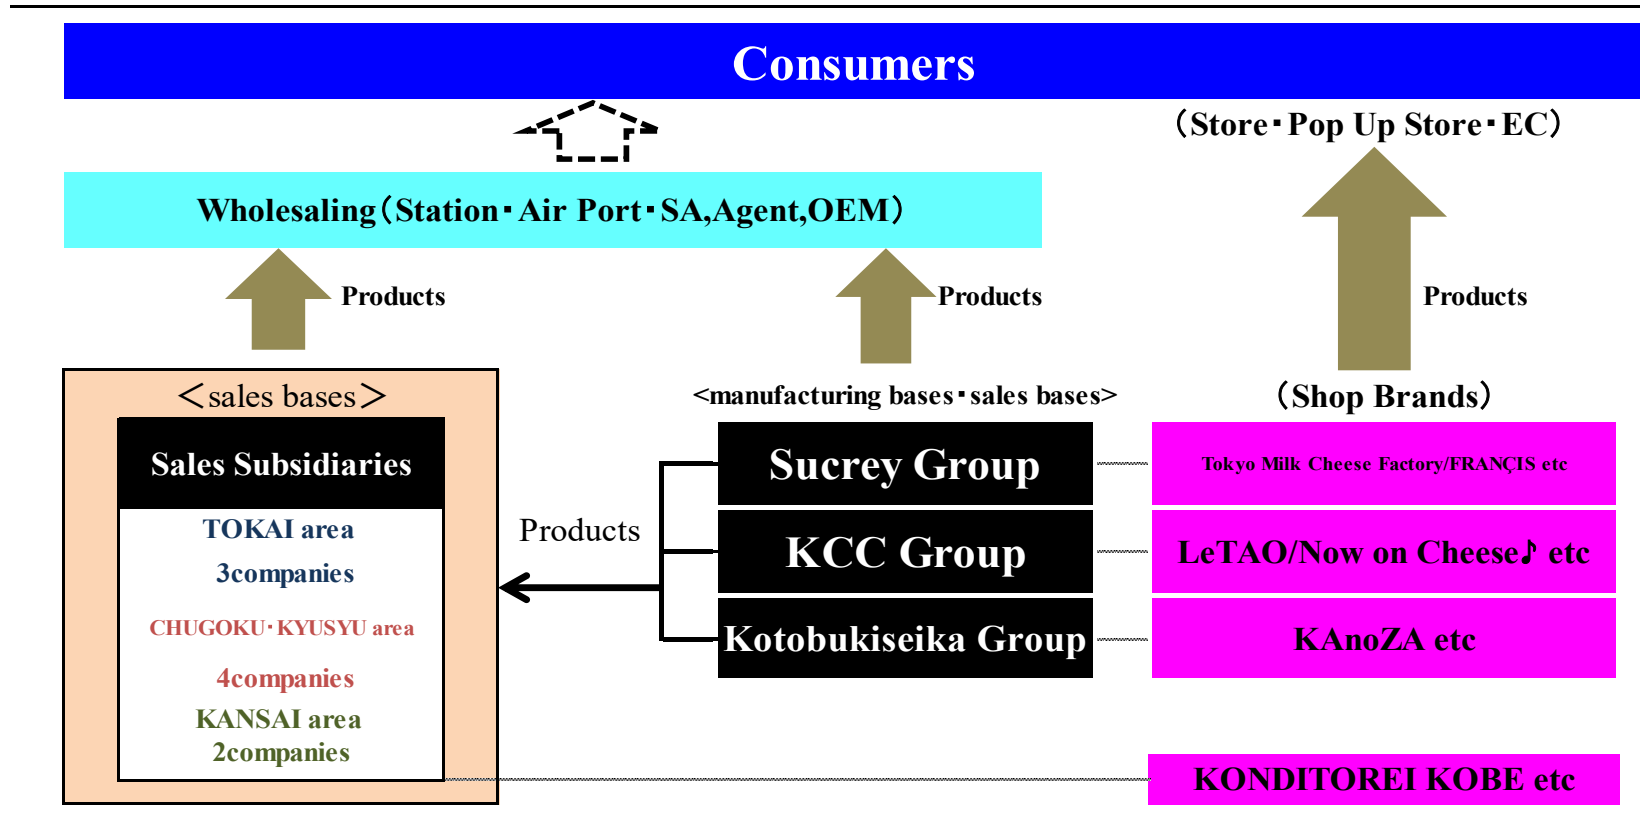 Consumers
（Store・Pop Up Store・EC）
Wholesaling（Station・Air Port・SA,Agent,OEM）
Products
Products
Products
＜sales bases＞
<manufacturing bases・sales bases>
（Shop Brands）
Sales Subsidiaries
Sucrey Group
Tokyo Milk Cheese Factory/FRANÇIS etc
TOKAI area
3companies
Products
KCC Group
LeTAO/Now on Cheese♪ etc
CHUGOKU・KYUSYU area
4companies
Kotobukiseika Group
KAnoZA etc
KANSAI area
2companies
KONDITOREI KOBE etc